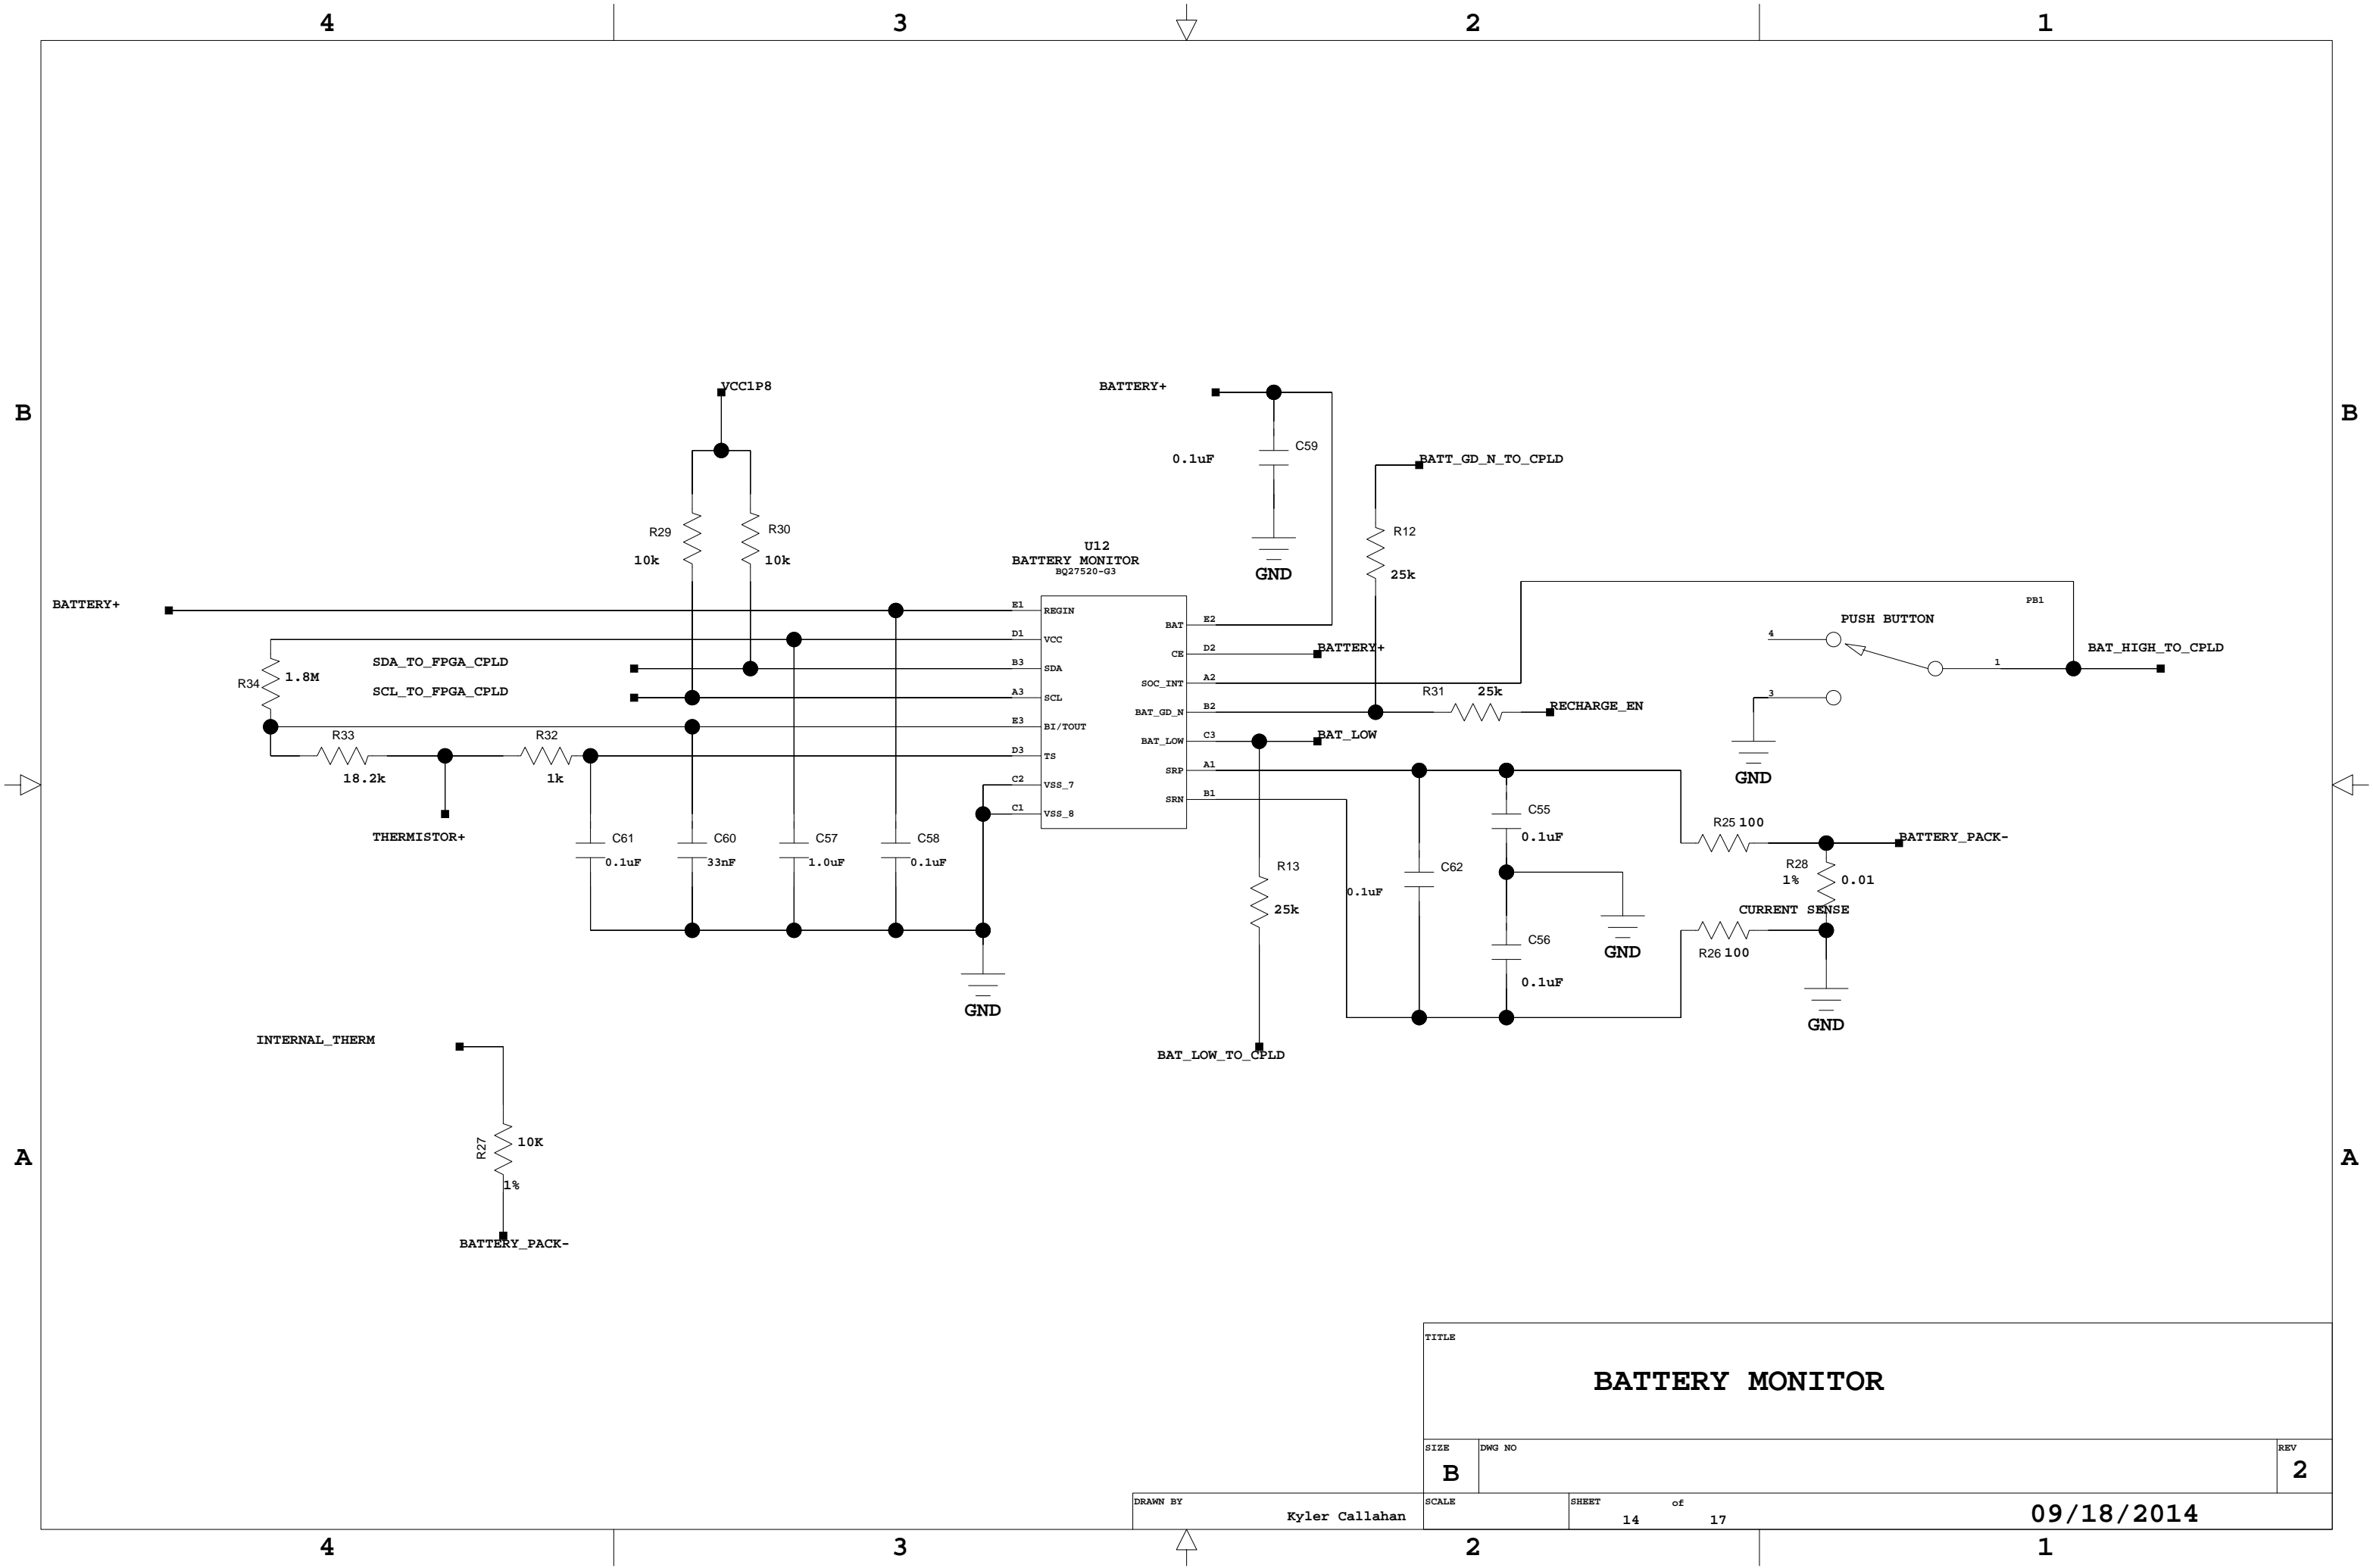 4 3 2 1
B B
A A
VCC1P8
BATTERY+
C59
0.1uF
GND
BATT_GD_N_TO_CPLD
R12
25k
R29
10k
R30
10k
U12
BATTERY MONITOR
BQ27520-G3
BATTERY+
SDA_TO_FPGA_CPLD
SCL_TO_FPGA_CPLD
R34
1.8M
R33
18.2k
R32
1k
THERMISTOR+
E1 REGIN
D1 VCC
B3 SDA
A3 SCL
E3 BI/TOUT
D3 TS
C2 VSS_7
C1 VSS_8
BAT E2
CE D2
SOC_INT A2
BAT_GD_N B2
BAT_LOW C3
SRP A1
SRN B1
BATTERY+
R31 25k
RECHARGE_EN
BAT_LOW
PB1
PUSH BUTTON
4
1
3
BAT_HIGH_TO_CPLD
GND
C61
0.1uF
C60
33nF
C57
1.0uF
C58
0.1uF
GND
R13
25k
BAT_LOW_TO_CPLD
C62
0.1uF
C55
0.1uF
C56
0.1uF
GND
R25 100
BATTERY_PACK-
R28
1% 0.01
CURRENT SENSE
R26 100
GND
INTERNAL_THERM
R27
10K
1%
BATTERY_PACK-
TITLE
BATTERY MONITOR
SIZE
B
DWG NO
REV
2
DRAWN BY
Kyler Callahan
SCALE
SHEET of
14 17
09/18/2014
4 3 2 1